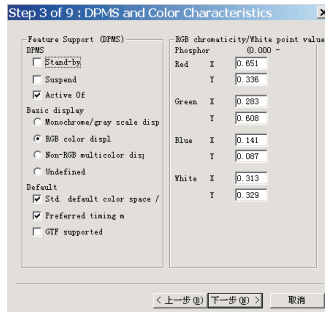 Step 3 of 9 : DPMS and Color Characteristics
Feature Support (DPMS)
DPMS
Stand-by
Suspend
Active Of
Basic display
Monochrome/gray scale disp
RGB color displ
Non-RGB multicolor dis
Undefined
Default
Std. default color space /
Preferred timing m
GTF supported
RGB chromaticity/White point value
Phosphor (0.000 -
Red X 0.651
Y 0.336
Green X 0.283
Y 0.608
Blue X 0.141
Y 0.087
White X 0.313
Y 0.329
< 上一步(B) 下一步(N) > 取消